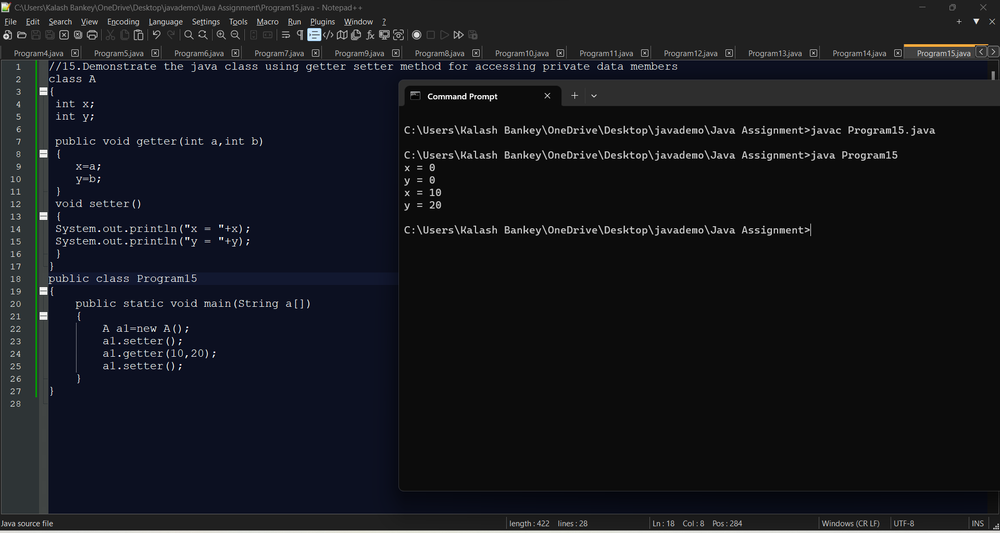 C:\Users\Kalash Bankey\OneDrive\Desktop\javademo\Java Assignment\Program15.java - Notepad++
File Edit Search View Encoding Language Settings Tools Macro Run Plugins Window ?
Program4.java Program5.java Program6.java Program7.java Program9.java Program8.java Program10.java Program11.java Program12.java Program13.java Program14.java Program15.java
1 //15.Demonstrate the java class using getter setter method for accessing private data members
2 class A
3 {
4 int x;
5 int y;
6
7 public void getter(int a,int b)
8 {
9 x=a;
10 y=b;
11 }
12 void setter()
13 {
14 System.out.println("x = "+x);
15 System.out.println("y = "+y);
16 }
17 }
18 public class Program15
19 {
20 public static void main(String a[])
21 {
22 A a1=new A();
23 a1.setter();
24 a1.getter(10,20);
25 a1.setter();
26 }
27 }
28
Command Prompt
C:\Users\Kalash Bankey\OneDrive\Desktop\javademo\Java Assignment>javac Program15.java
C:\Users\Kalash Bankey\OneDrive\Desktop\javademo\Java Assignment>java Program15
x = 0
y = 0
x = 10
y = 20
C:\Users\Kalash Bankey\OneDrive\Desktop\javademo\Java Assignment>
Java source file length : 422 lines : 28 Ln : 18 Col : 8 Pos : 284 Windows (CR LF) UTF-8 INS